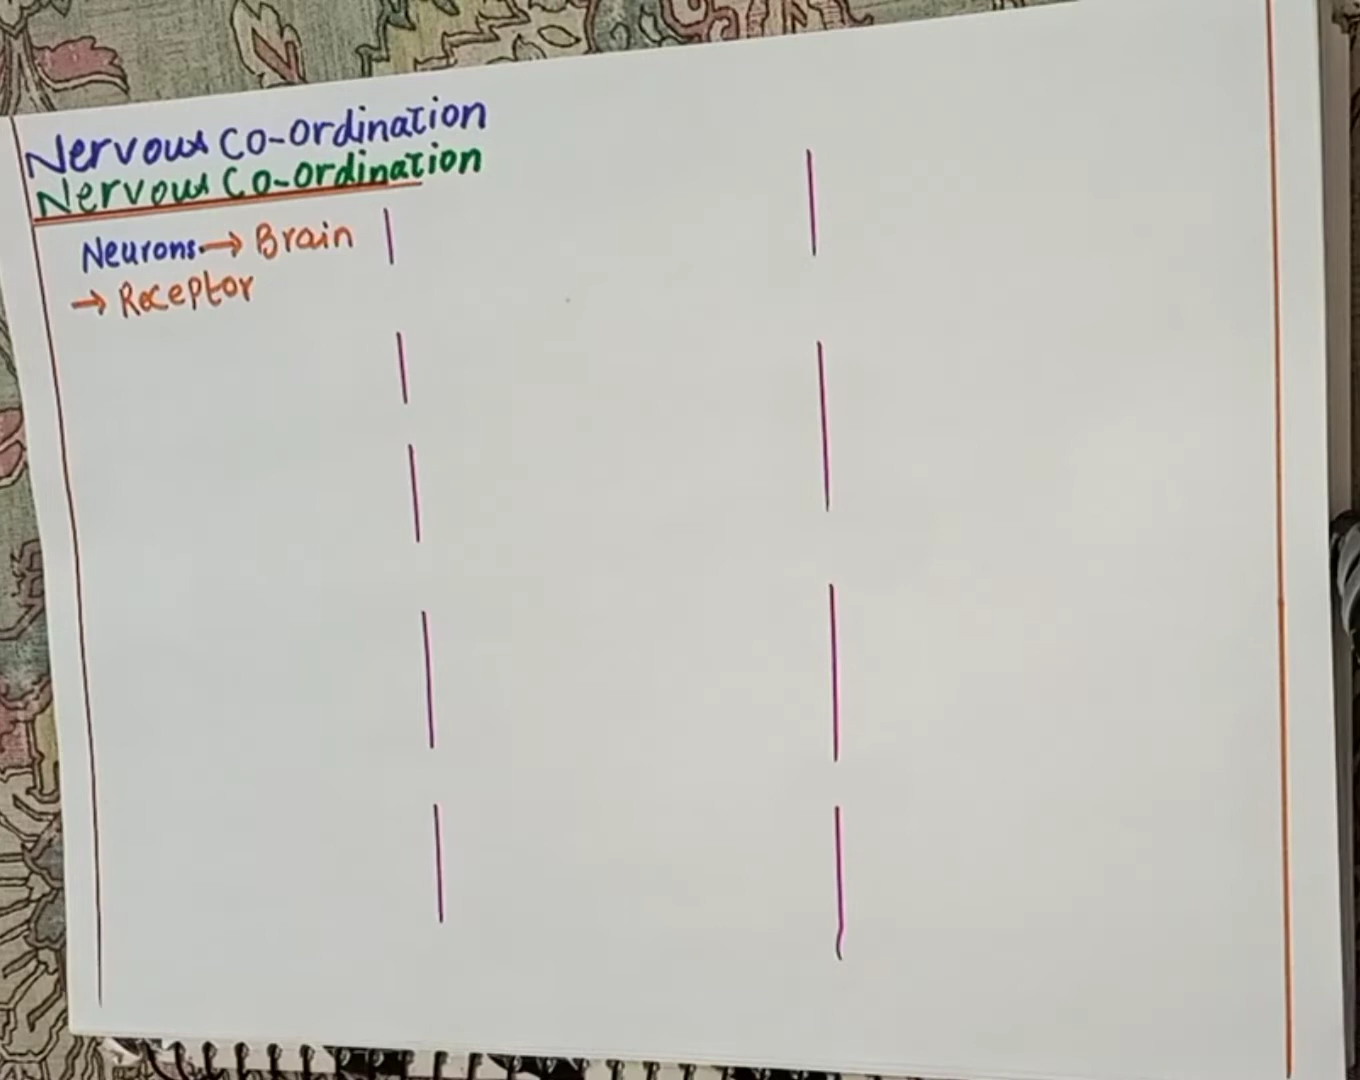 Nervous Co-ordination
Nervous Co-ordination
Neurons → Brain
→ Receptor